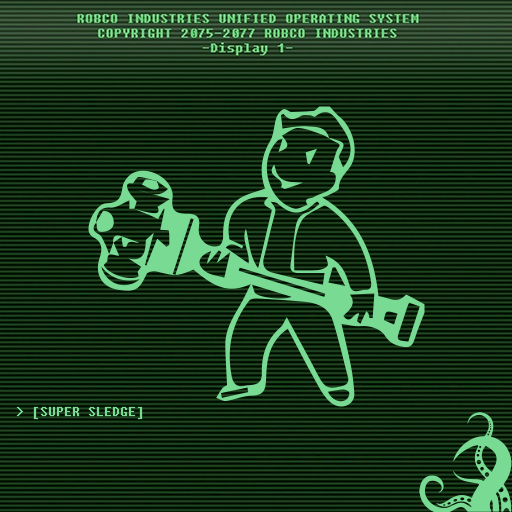 ROBCO INDUSTRIES UNIFIED OPERATING SYSTEM
COPYRIGHT 2075-2077 ROBCO INDUSTRIES
-Display 1-
> [SUPER SLEDGE]